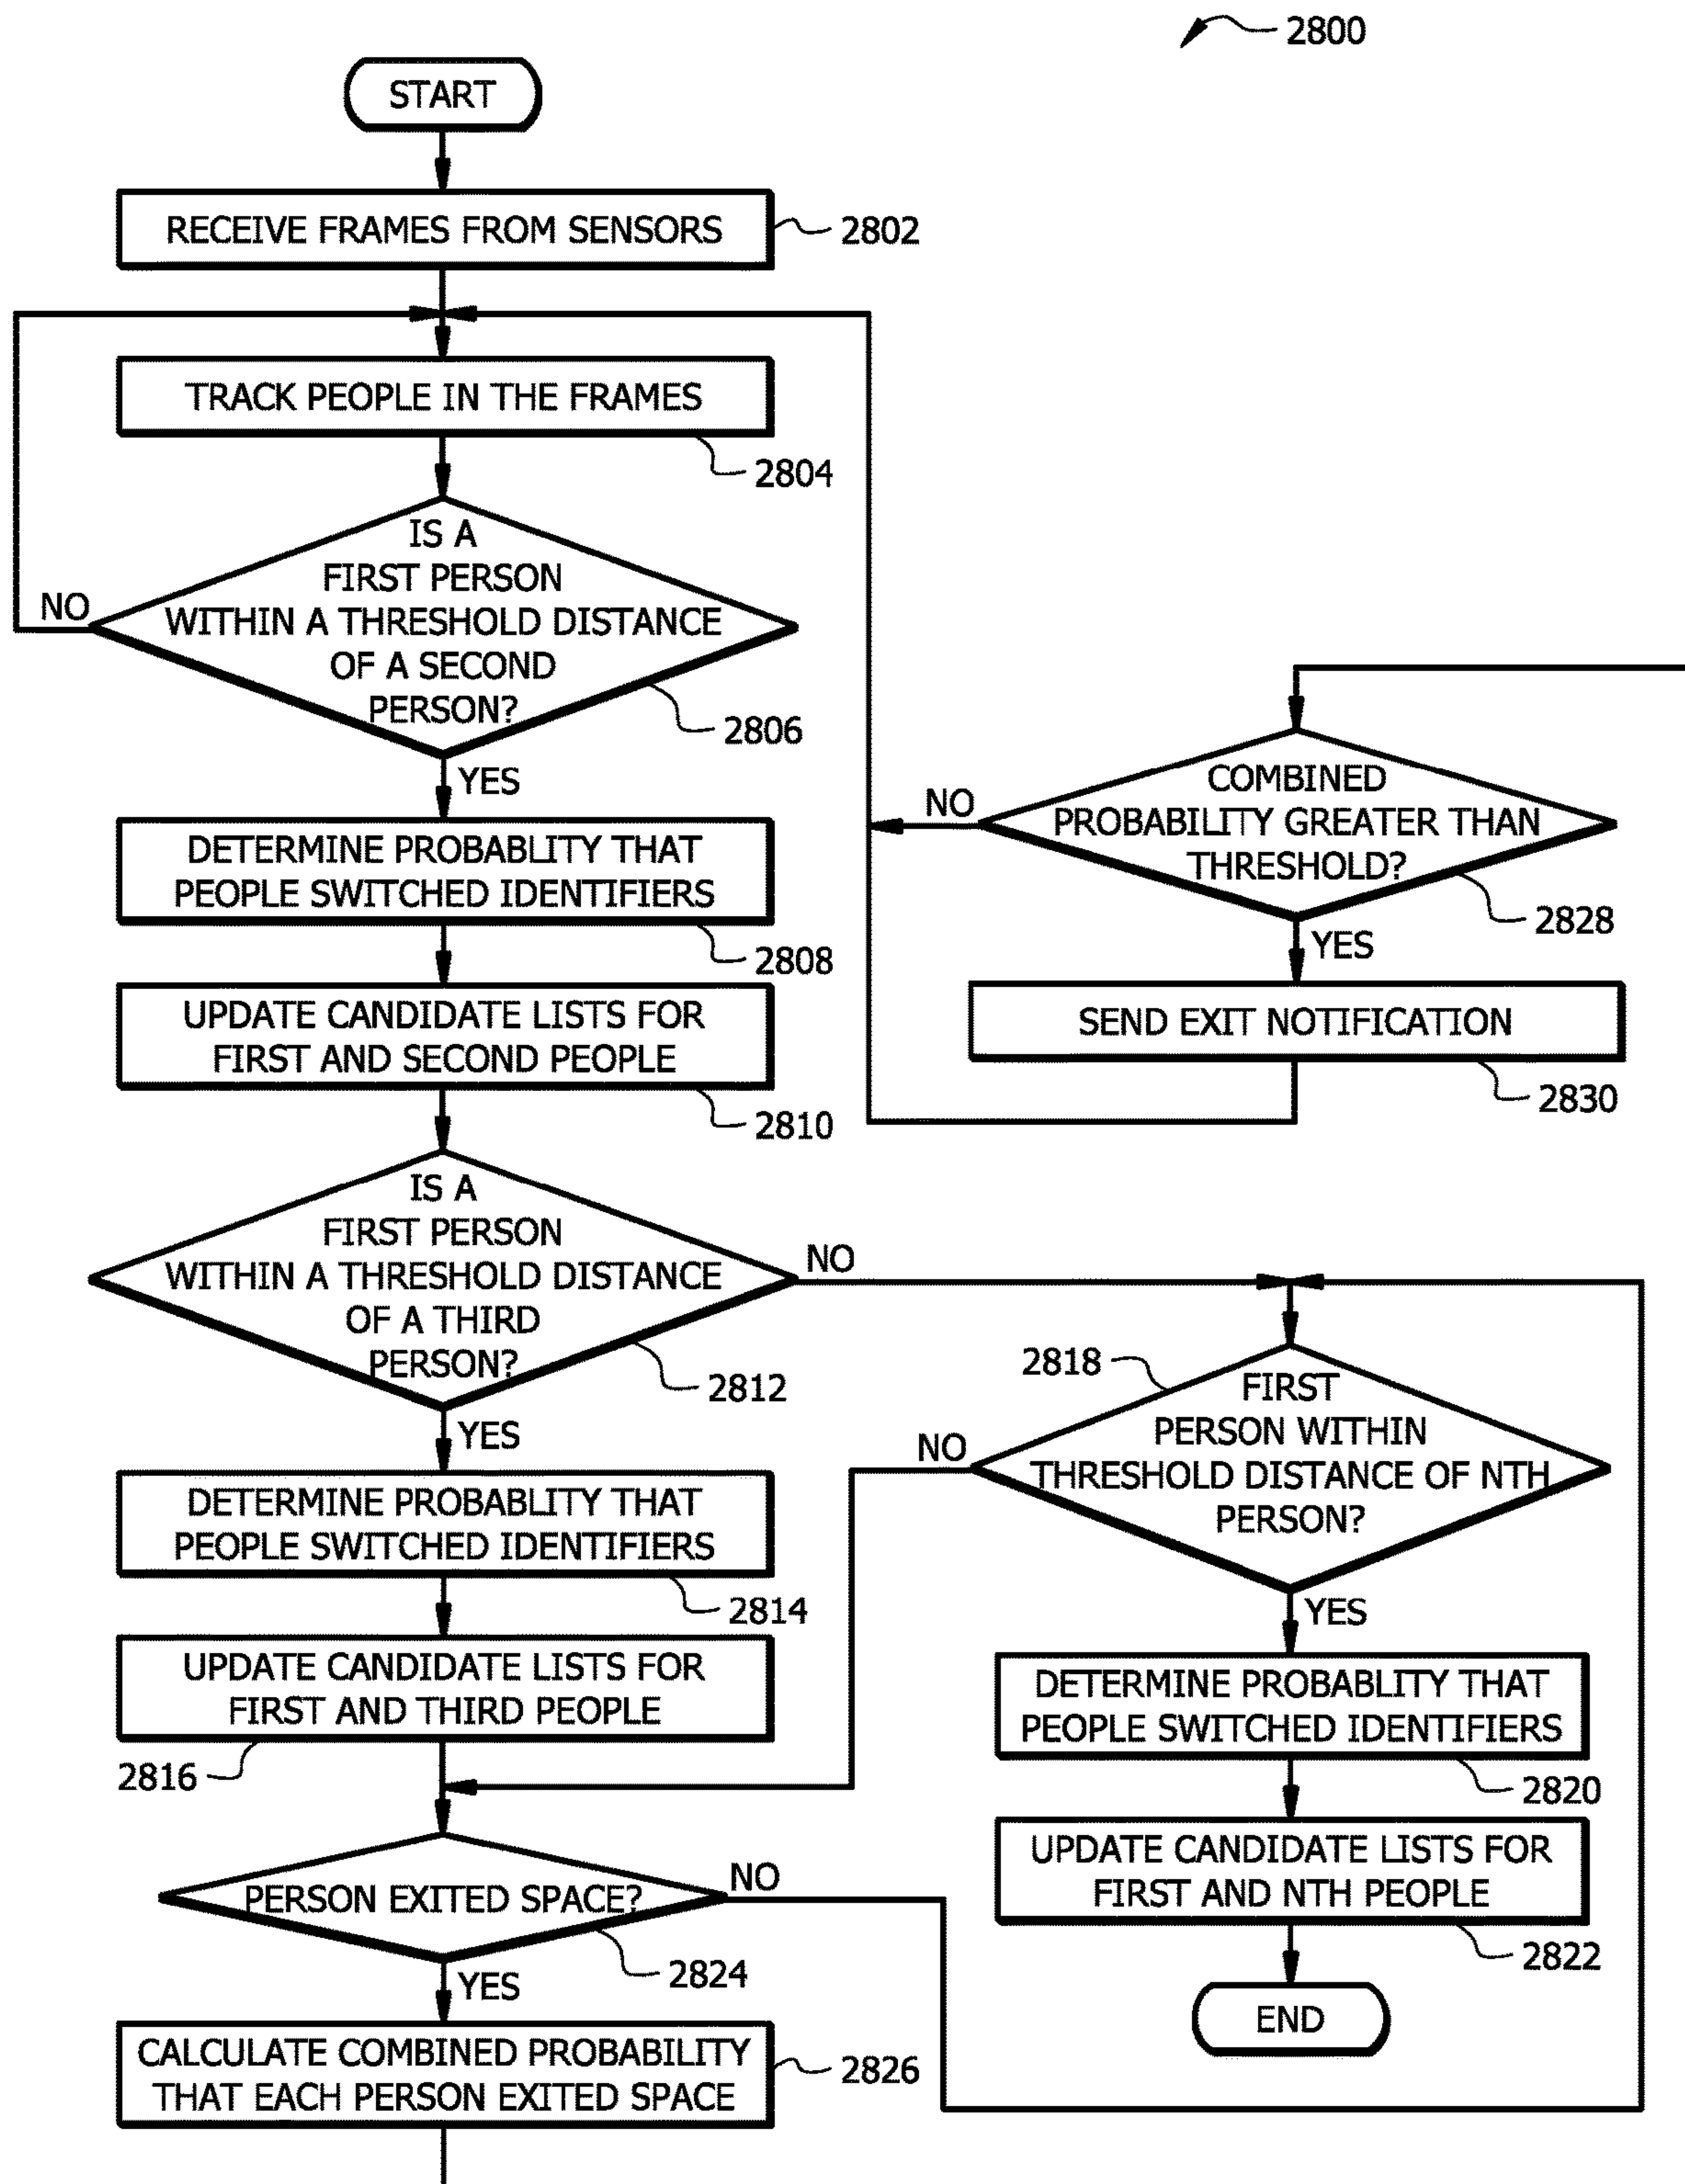 2800
START
RECEIVE FRAMES FROM SENSORS
2802
TRACK PEOPLE IN THE FRAMES
2804
IS A
FIRST PERSON
WITHIN A THRESHOLD DISTANCE
OF A SECOND
PERSON?
NO
2806
YES
DETERMINE PROBABLITY THAT
PEOPLE SWITCHED IDENTIFIERS
2808
UPDATE CANDIDATE LISTS FOR
FIRST AND SECOND PEOPLE
2810
IS A
FIRST PERSON
WITHIN A THRESHOLD DISTANCE
OF A THIRD
PERSON?
NO
2812
YES
DETERMINE PROBABLITY THAT
PEOPLE SWITCHED IDENTIFIERS
2814
UPDATE CANDIDATE LISTS FOR
FIRST AND THIRD PEOPLE
2816
PERSON EXITED SPACE?
NO
2824
YES
CALCULATE COMBINED PROBABILITY
THAT EACH PERSON EXITED SPACE
2826
COMBINED
PROBABILITY GREATER THAN
THRESHOLD?
NO
2828
YES
SEND EXIT NOTIFICATION
2830
2818
FIRST
PERSON WITHIN
THRESHOLD DISTANCE OF NTH
PERSON?
NO
YES
DETERMINE PROBABLITY THAT
PEOPLE SWITCHED IDENTIFIERS
2820
UPDATE CANDIDATE LISTS FOR
FIRST AND NTH PEOPLE
2822
END